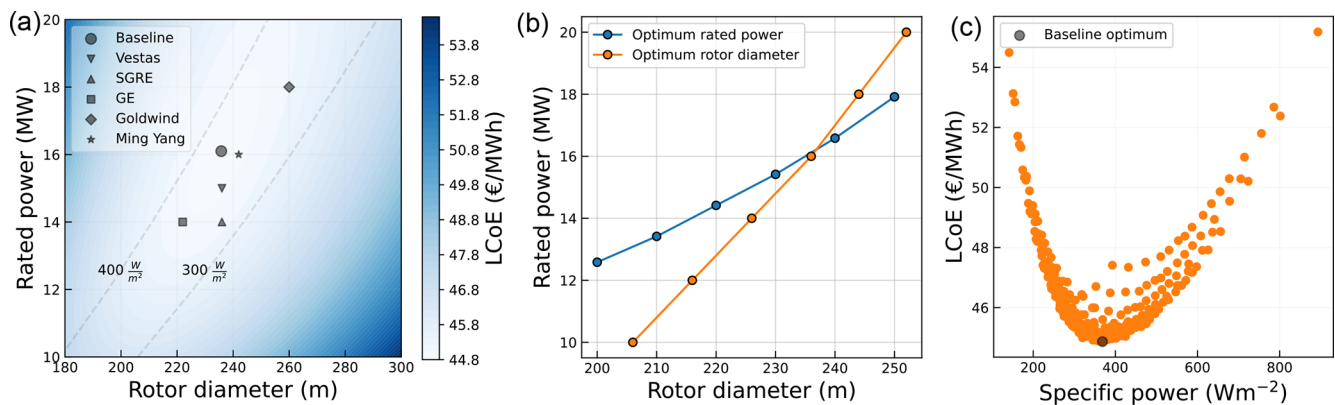 (a)
20
18
16
14
12
10
Rated power (MW)
Baseline
Vestas
SGRE
GE
Goldwind
Ming Yang
400 W/m²
300 W/m²
180 200 220 240 260 280 300
Rotor diameter (m)
53.8
52.8
51.8
50.8
49.8
48.8
47.8
46.8
45.8
44.8
LCoE (€/MWh)
(b)
20
18
16
14
12
10
Rated power (MW)
Optimum rated power
Optimum rotor diameter
200 210 220 230 240 250
Rotor diameter (m)
(c)
54
52
50
48
46
LCoE (€/MWh)
Baseline optimum
200 400 600 800
Specific power (Wm⁻²)